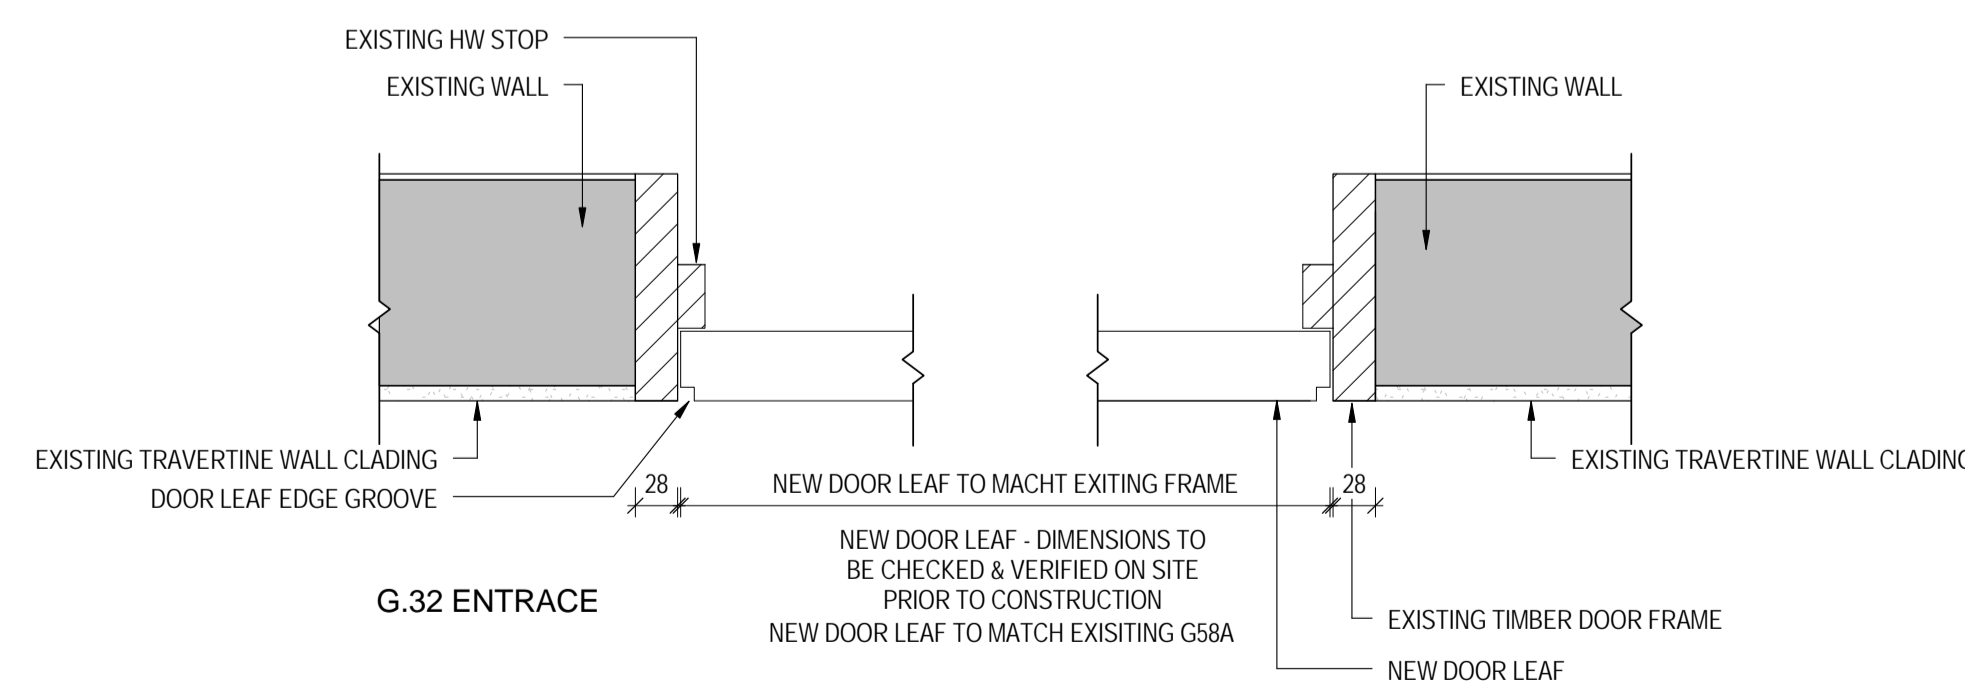 EXISTING HW STOP
EXISTING WALL
EXISTING WALL
EXISTING TRAVERTINE WALL CLADING
EXISTING TRAVERTINE WALL CLADING
DOOR LEAF EDGE GROOVE
28
NEW DOOR LEAF TO MACHT EXITING FRAME
28
NEW DOOR LEAF - DIMENSIONS TO
BE CHECKED & VERIFIED ON SITE
PRIOR TO CONSTRUCTION
NEW DOOR LEAF TO MATCH EXISITING G58A
G.32 ENTRACE
EXISTING TIMBER DOOR FRAME
NEW DOOR LEAF